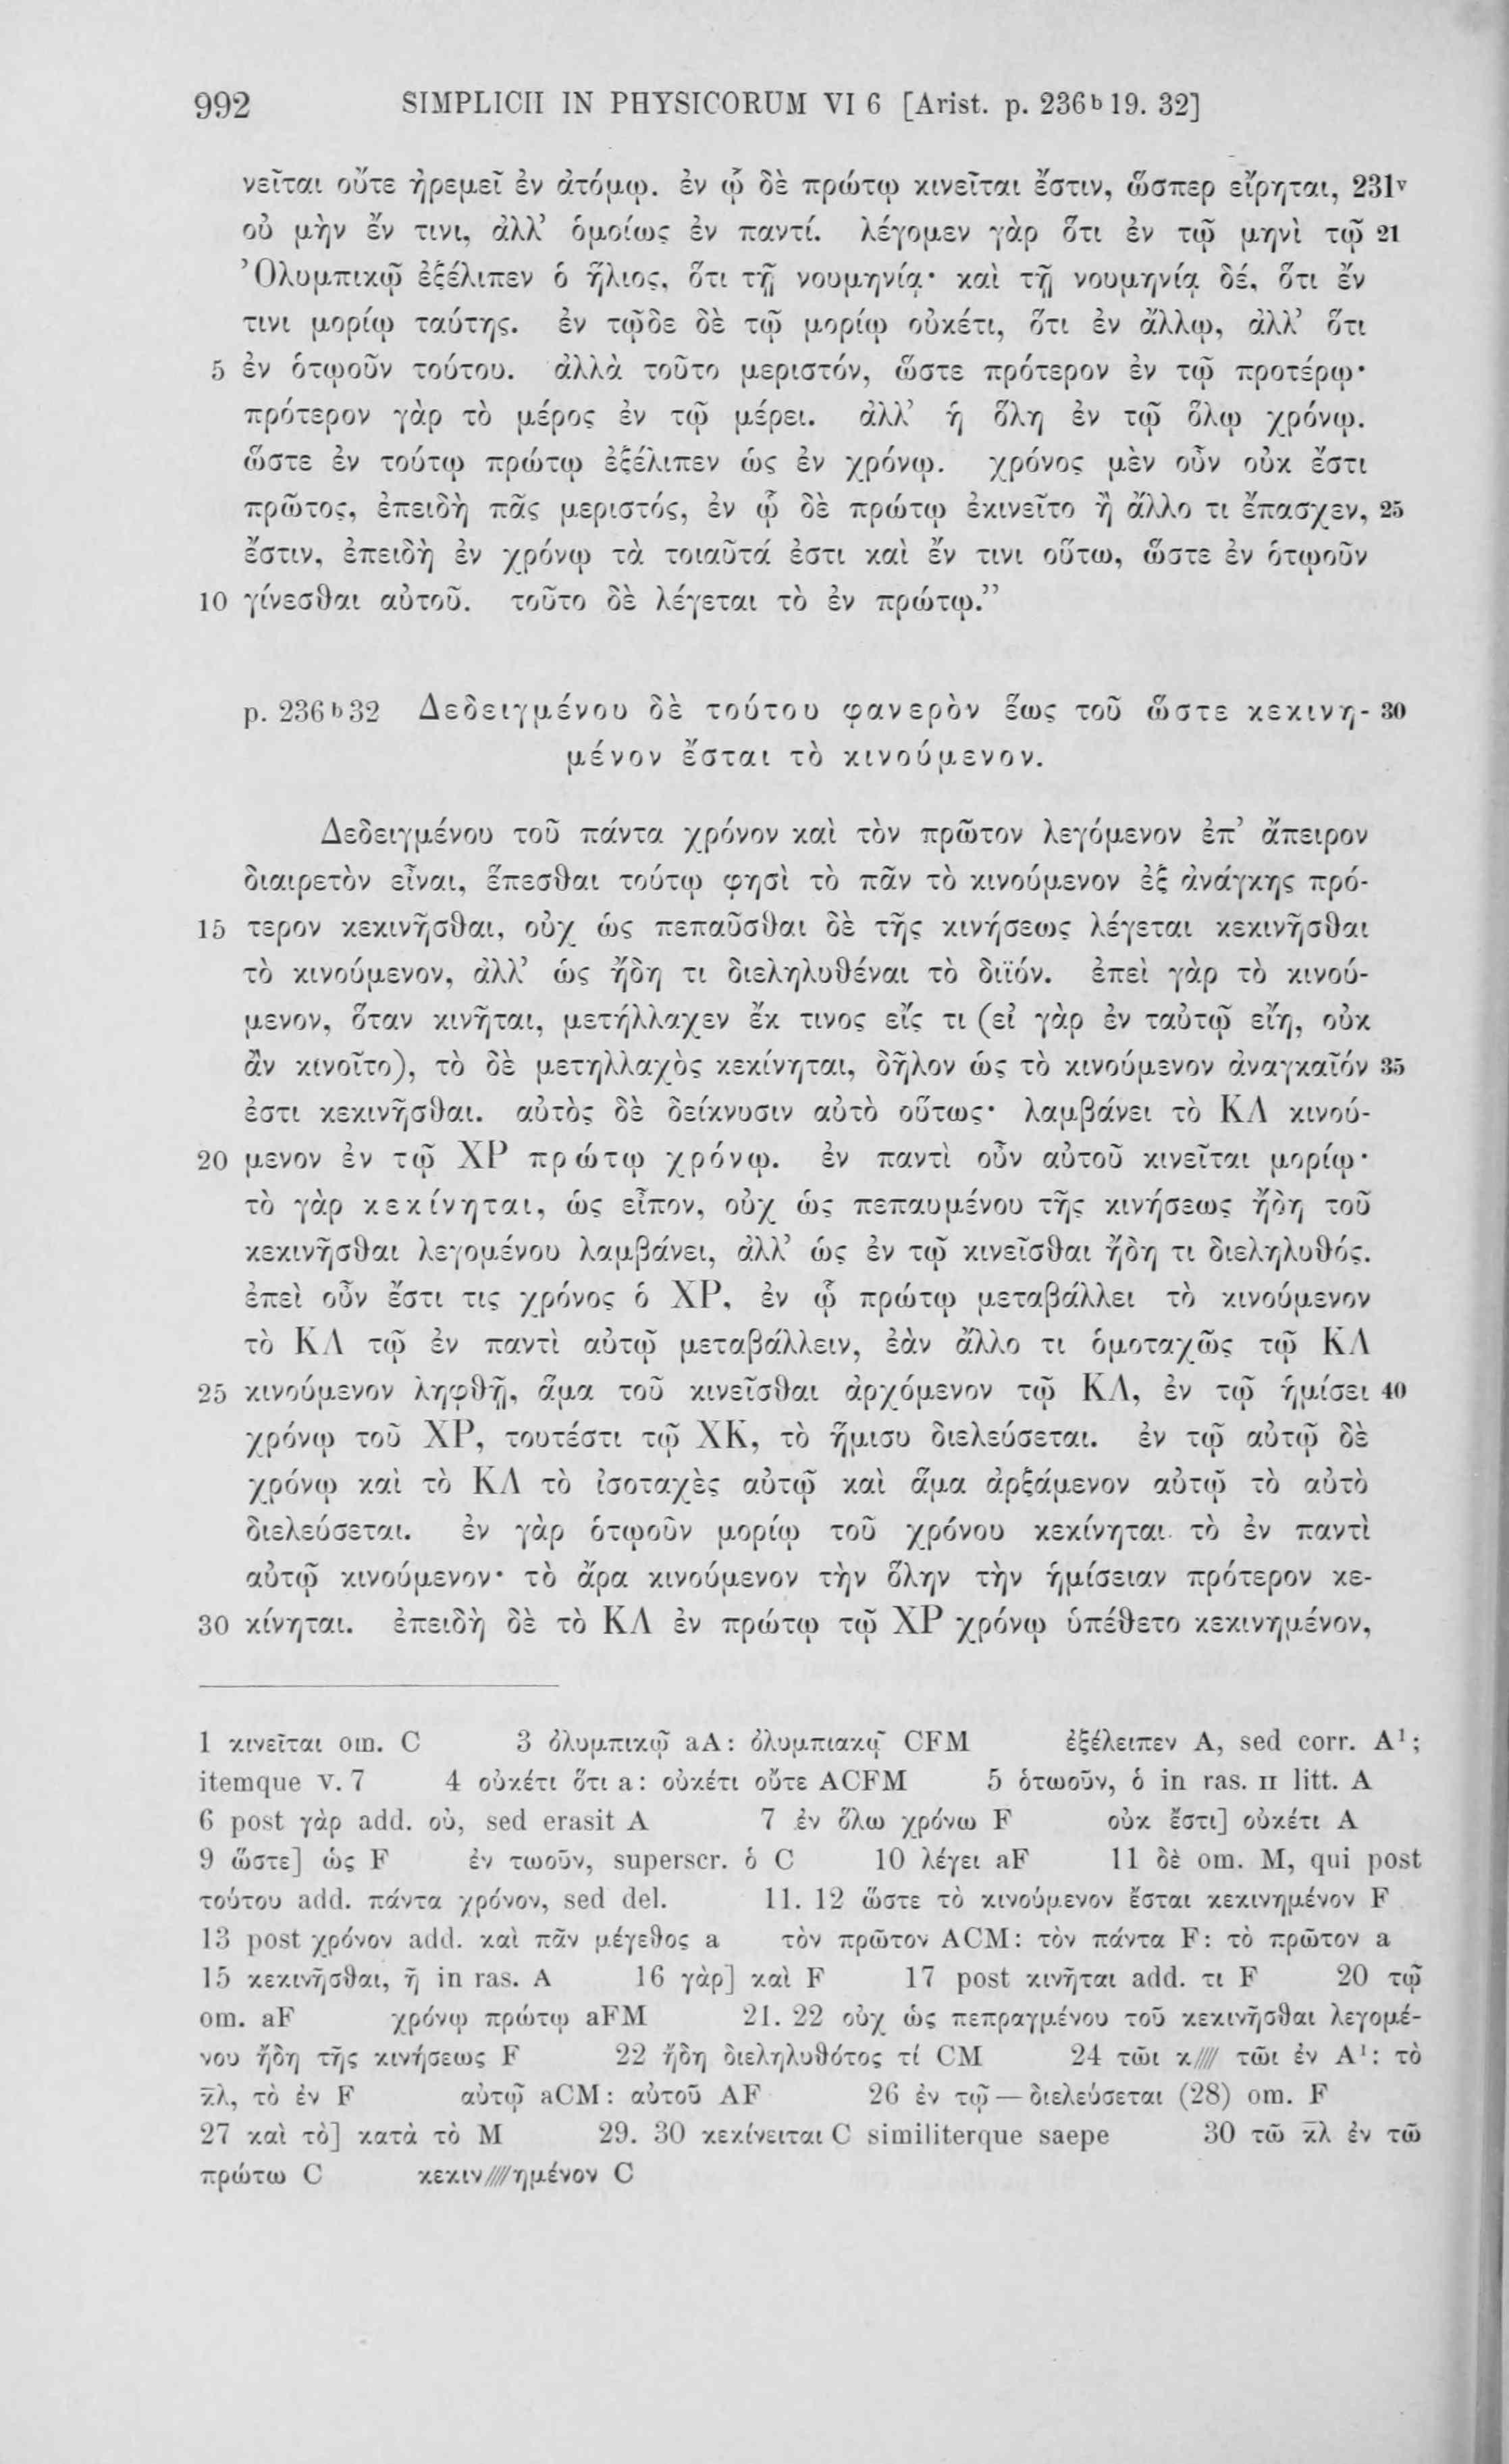 992 SIMPLICII IN PHYSICORUM VI 6 [Arist. p. 236ᵇ 19. 32]
νεῖται οὔτε ἠρεμεῖ ἐν ἀτόμῳ. ἐν ᾧ δὲ πρώτῳ κινεῖται ἔστιν, ὥσπερ εἴρηται, 231ᵛ
οὐ μὴν ἔν τινι, ἀλλ’ ὁμοίως ἐν παντί. λέγομεν γὰρ ὅτι ἐν τῷ μηνὶ τῷ 21
Ὀλυμπικῷ ἐξέλιπεν ὁ ἥλιος, ὅτι τῇ νουμηνίᾳ· καὶ τῇ νουμηνίᾳ δέ, ὅτι ἔν
τινι μορίῳ ταύτης. ἐν τῷδε δὲ τῷ μορίῳ οὐκέτι, ὅτι ἐν ἄλλῳ, ἀλλ’ ὅτι
5 ἐν ὁτῳοῦν τούτου. ἀλλὰ τοῦτο μεριστόν, ὥστε πρότερον ἐν τῷ προτέρῳ·
πρότερον γὰρ τὸ μέρος ἐν τῷ μέρει. ἀλλ’ ἡ ὅλη ἐν τῷ ὅλῳ χρόνῳ.
ὥστε ἐν τούτῳ πρώτῳ ἐξέλιπεν ὡς ἐν χρόνῳ. χρόνος μὲν οὖν οὐκ ἔστι
πρῶτος, ἐπειδὴ πᾶς μεριστός, ἐν ᾧ δὲ πρώτῳ ἐκινεῖτο ἢ ἄλλο τι ἔπασχεν, 25
ἔστιν, ἐπειδὴ ἐν χρόνῳ τὰ τοιαῦτά ἐστι καὶ ἔν τινι οὕτω, ὥστε ἐν ὁτῳοῦν
10 γίνεσθαι αὐτοῦ. τοῦτο δὲ λέγεται τὸ ἐν πρώτῳ.”
p. 236ᵇ32 Δεδειγμένου δὲ τούτου φανερὸν ἕως τοῦ ὥστε κεκινη- 30
μένον ἔσται τὸ κινούμενον.
Δεδειγμένου τοῦ πάντα χρόνον καὶ τὸν πρῶτον λεγόμενον ἐπ’ ἄπειρον
διαιρετὸν εἶναι, ἕπεσθαι τούτῳ φησὶ τὸ πᾶν τὸ κινούμενον ἐξ ἀνάγκης πρό-
15 τερον κεκινῆσθαι, οὐχ ὡς πεπαῦσθαι δὲ τῆς κινήσεως λέγεται κεκινῆσθαι
τὸ κινούμενον, ἀλλ’ ὡς ἤδη τι διεληλυθέναι τὸ διϊόν. ἐπεὶ γὰρ τὸ κινού-
μενον, ὅταν κινῆται, μετήλλαχεν ἔκ τινος εἴς τι (εἰ γὰρ ἐν ταὐτῷ εἴη, οὐκ
ἂν κινοῖτο), τὸ δὲ μετηλλαχὸς κεκίνηται, δῆλον ὡς τὸ κινούμενον ἀναγκαῖόν 35
ἐστι κεκινῆσθαι. αὐτὸς δὲ δείκνυσιν αὐτὸ οὕτως· λαμβάνει τὸ ΚΛ κινού-
20 μενον ἐν τῷ ΧΡ πρώτῳ χρόνῳ. ἐν παντὶ οὖν αὐτοῦ κινεῖται μορίῳ·
τὸ γὰρ κεκίνηται, ὡς εἶπον, οὐχ ὡς πεπαυμένου τῆς κινήσεως ἤδη τοῦ
κεκινῆσθαι λεγομένου λαμβάνει, ἀλλ’ ὡς ἐν τῷ κινεῖσθαι ἤδη τι διεληλυθός.
ἐπεὶ οὖν ἔστι τις χρόνος ὁ ΧΡ, ἐν ᾧ πρώτῳ μεταβάλλει τὸ κινούμενον
τὸ ΚΛ τῷ ἐν παντὶ αὐτῷ μεταβάλλειν, ἐὰν ἄλλο τι ὁμοταχῶς τῷ ΚΛ
25 κινούμενον ληφθῇ, ἅμα τοῦ κινεῖσθαι ἀρχόμενον τῷ ΚΛ, ἐν τῷ ἡμίσει 40
χρόνῳ τοῦ ΧΡ, τουτέστι τῷ ΧΚ, τὸ ἥμισυ διελεύσεται. ἐν τῷ αὐτῷ δὲ
χρόνῳ καὶ τὸ ΚΛ τὸ ἰσοταχὲς αὐτῷ καὶ ἅμα ἀρξάμενον αὐτῷ τὸ αὐτὸ
διελεύσεται. ἐν γὰρ ὁτῳοῦν μορίῳ τοῦ χρόνου κεκίνηται τὸ ἐν παντὶ
αὐτῷ κινούμενον· τὸ ἄρα κινούμενον τὴν ὅλην τὴν ἡμίσειαν πρότερον κε-
30 κίνηται. ἐπειδὴ δὲ τὸ ΚΛ ἐν πρώτῳ τῷ ΧΡ χρόνῳ ὑπέθετο κεκινημένον,
1 κινεῖται om. C 3 ὀλυμπικῷ aA: ὀλυμπιακῷ CFM ἐξέλειπεν A, sed corr. A¹;
itemque v. 7 4 οὐκέτι ὅτι a: οὐκέτι οὔτε ACFM 5 ὁτωοῦν, ὁ in ras. II litt. A
6 post γὰρ add. οὐ, sed erasit A 7 ἐν ὅλω χρόνω F οὐκ ἔστι] οὐκέτι A
9 ὥστε] ὡς F ἐν τωοῦν, superscr. ὁ C 10 λέγει aF 11 δὲ om. M, qui post
τούτου add. πάντα χρόνον, sed del. 11. 12 ὥστε τὸ κινούμενον ἔσται κεκινημένον F
13 post χρόνον add. καὶ πᾶν μέγεθος a τὸν πρῶτον ACM: τὸν πάντα F: τὸ πρῶτον a
15 κεκινῆσθαι, ῆ in ras. A 16 γὰρ] καὶ F 17 post κινῆται add. τι F 20 τῷ
om. aF χρόνῳ πρώτῳ aFM 21. 22 οὐχ ὡς πεπραγμένου τοῦ κεκινῆσθαι λεγομέ-
νου ἤδη τῆς κινήσεως F 22 ἤδη διεληλυθότος τί CM 24 τῶι κ//// τῶι ἐν A¹: τὸ
κ̅λ̅, τὸ ἐν F αὐτῷ aCM: αὐτοῦ AF 26 ἐν τῷ — διελεύσεται (28) om. F
27 καὶ τὸ] κατὰ τὸ M 29. 30 κεκίνειται C similiterque saepe 30 τῶ κ̅λ̅ ἐν τῶ
πρώτω C κεκιν////ημένον C